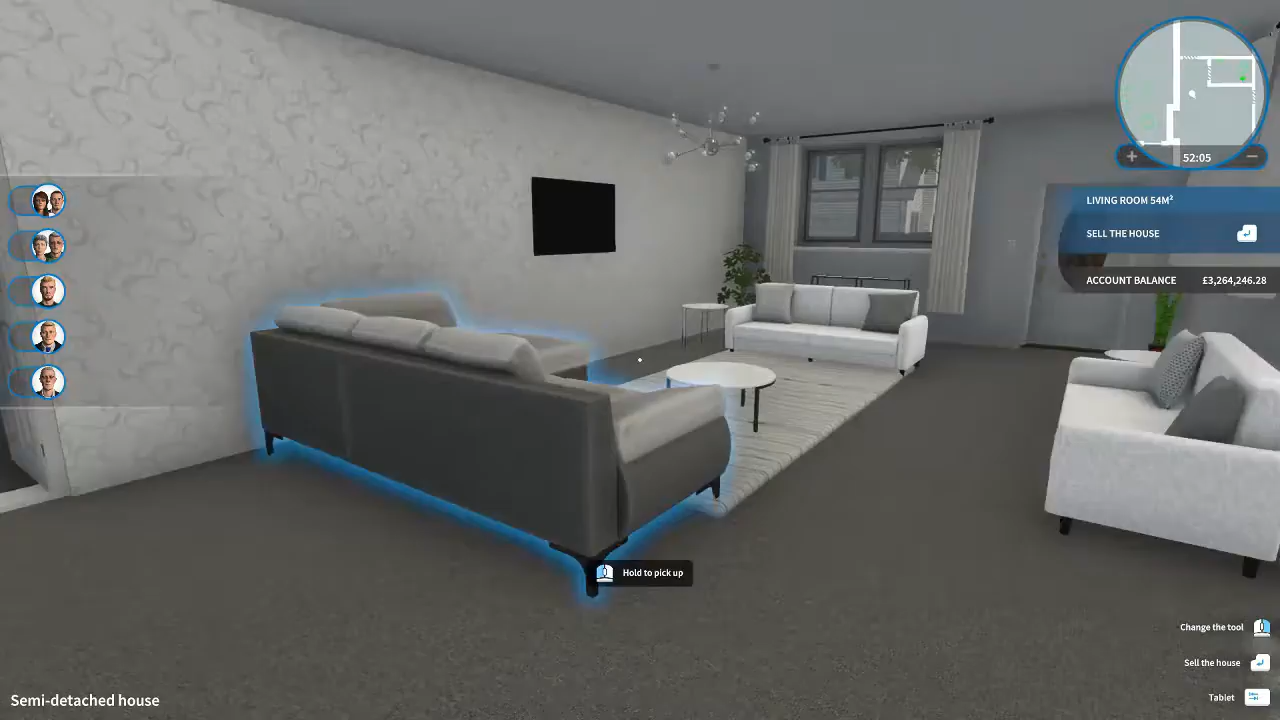 52:05
LIVING ROOM 54M²
SELL THE HOUSE
ACCOUNT BALANCE £3,264,246.28
Hold to pick up
Change the tool
Sell the house
Tablet
Semi-detached house